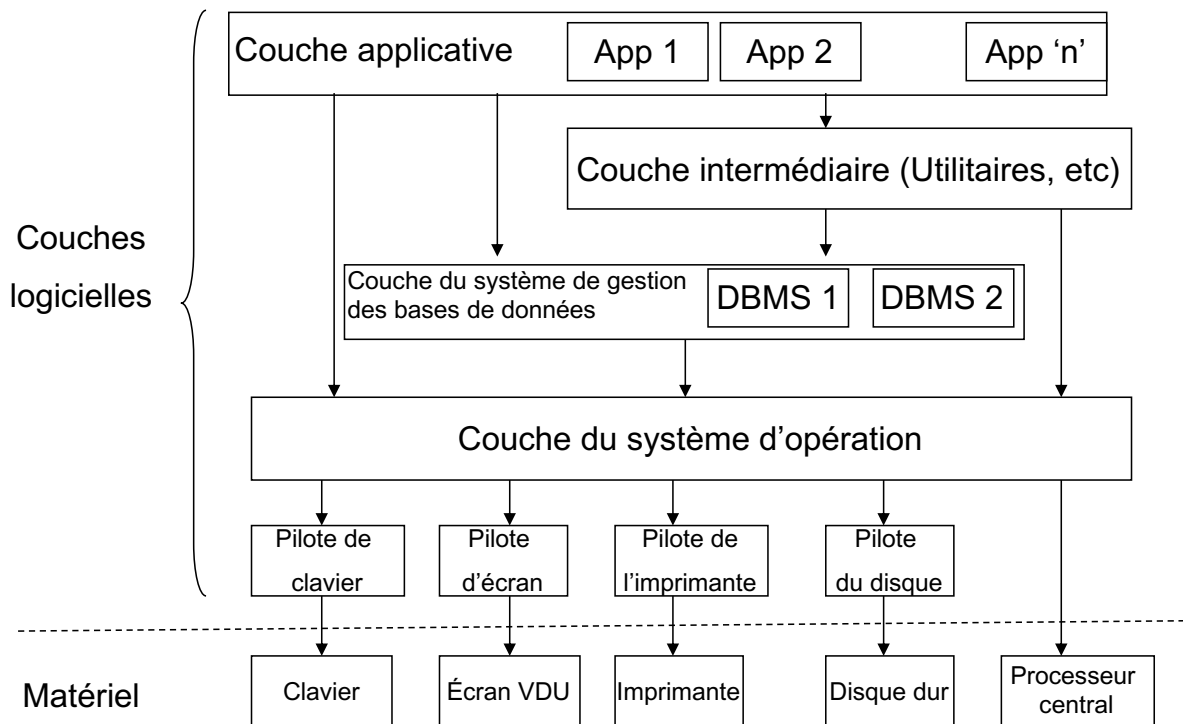 Couche applicative
App 1
App 2
App ‘n’
Couche intermédiaire (Utilitaires, etc)
Couches
logicielles
Couche du système de gestion
des bases de données
DBMS 1
DBMS 2
Couche du système d’opération
Pilote de
clavier
Pilote
d’écran
Pilote de
l’imprimante
Pilote
du disque
Matériel
Clavier
Écran VDU
Imprimante
Disque dur
Processeur
central